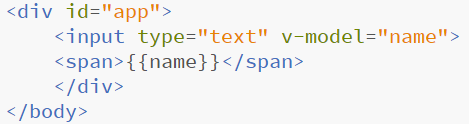 <div id="app">
    <input type="text" v-model="name">
    <span>{{name}}</span>
    </div>
</body>